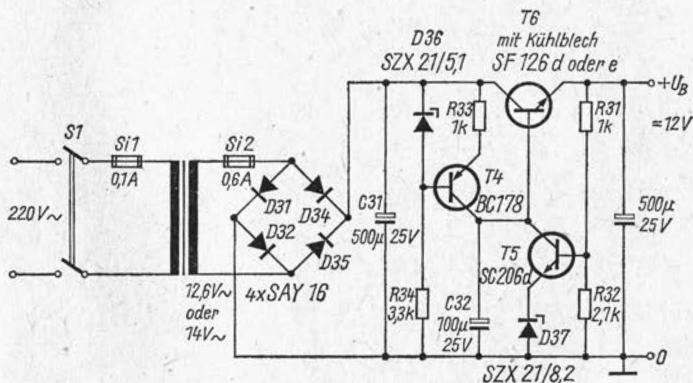 T6
mit Kühlblech
SF 126 d oder e
D36
SZX 21/5,1
R33
1k
R31
1k
+U_B
≈12V
S1
Si1
0,1A
Si2
0,6A
220V~
D31
D34
D32
D35
4xSAY 16
12,6V~
oder
14V~
C31
500µ
25V
T4
BC178
T5
SC206d
500µ
25V
R34
3,3k
C32
100µ
25V
D37
SZX 21/8,2
R32
2,7k
0